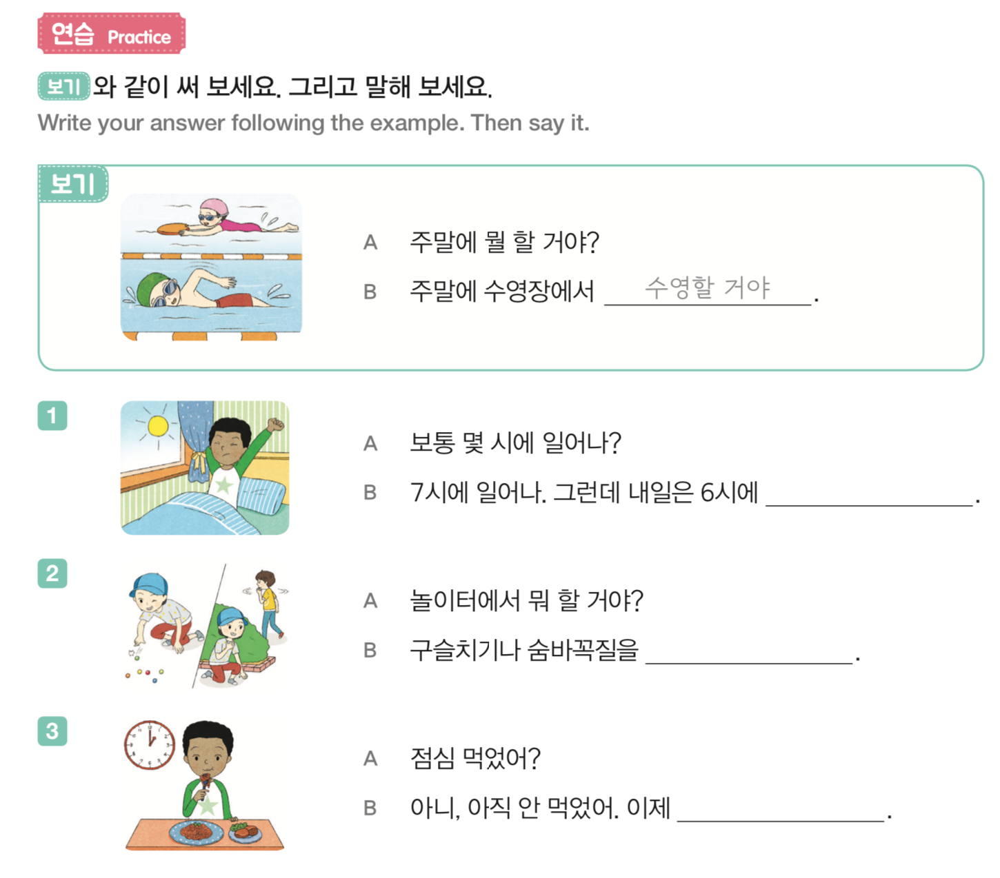 연습 Practice
보기와 같이 써 보세요. 그리고 말해 보세요.
Write your answer following the example. Then say it.
보기
A 주말에 뭘 할 거야?
B 주말에 수영장에서 수영할 거야.
1
A 보통 몇 시에 일어나?
B 7시에 일어나. 그런데 내일은 6시에 ____________.
2
A 놀이터에서 뭐 할 거야?
B 구슬치기나 숨바꼭질을 ____________.
3
A 점심 먹었어?
B 아니, 아직 안 먹었어. 이제 ____________.